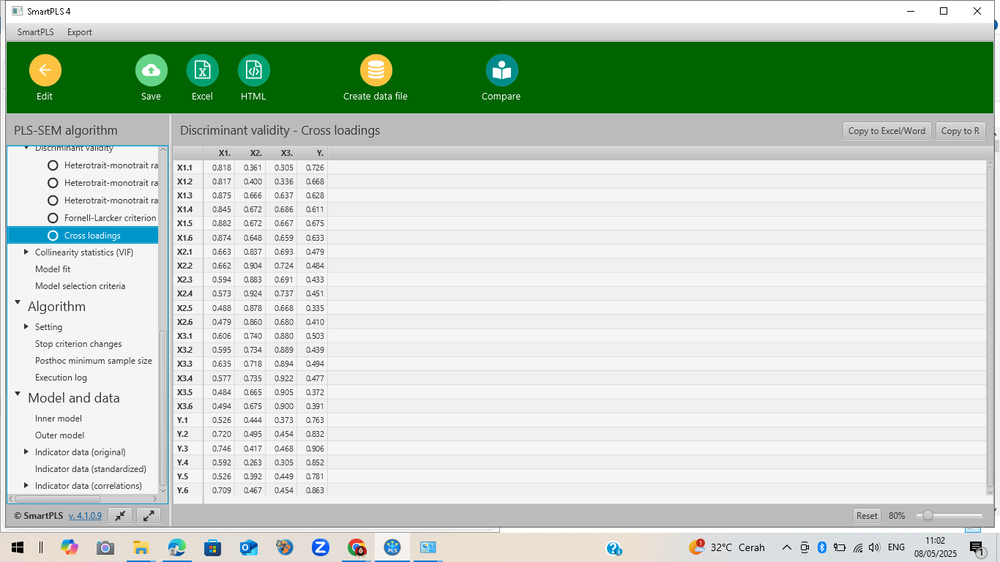 SmartPLS 4
SmartPLS Export
Edit Save Excel HTML Create data file Compare
PLS-SEM algorithm
Discriminant validity
Heterotrait-monotrait ra
Heterotrait-monotrait ra
Heterotrait-monotrait ra
Fornell-Larcker criterion
Cross loadings
Collinearity statistics (VIF)
Model fit
Model selection criteria
Algorithm
Setting
Stop criterion changes
Posthoc minimum sample size
Execution log
Model and data
Inner model
Outer model
Indicator data (original)
Indicator data (standardized)
Indicator data (correlations)
© SmartPLS v. 4.1.0.9
Discriminant validity - Cross loadings Copy to Excel/Word Copy to R
X1. X2. X3. Y.
X1.1 0.818 0.361 0.305 0.726
X1.2 0.817 0.400 0.336 0.668
X1.3 0.875 0.666 0.637 0.628
X1.4 0.845 0.672 0.686 0.611
X1.5 0.882 0.672 0.667 0.675
X1.6 0.874 0.648 0.659 0.633
X2.1 0.663 0.837 0.693 0.479
X2.2 0.662 0.904 0.724 0.484
X2.3 0.594 0.883 0.691 0.433
X2.4 0.573 0.924 0.737 0.451
X2.5 0.488 0.878 0.668 0.335
X2.6 0.479 0.860 0.680 0.410
X3.1 0.606 0.740 0.880 0.503
X3.2 0.595 0.734 0.889 0.439
X3.3 0.635 0.718 0.894 0.494
X3.4 0.577 0.735 0.922 0.477
X3.5 0.484 0.665 0.905 0.372
X3.6 0.494 0.675 0.900 0.391
Y.1 0.526 0.444 0.373 0.763
Y.2 0.720 0.495 0.454 0.832
Y.3 0.746 0.417 0.468 0.906
Y.4 0.592 0.263 0.305 0.852
Y.5 0.526 0.392 0.449 0.781
Y.6 0.709 0.467 0.454 0.863
Reset 80%
PLS
1 32°C Cerah ENG 11:02
08/05/2025 1